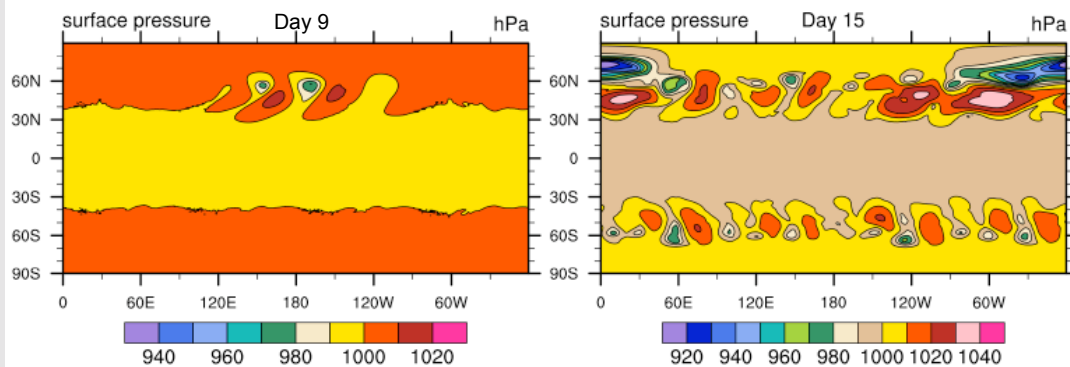 surface pressure Day 9 hPa
60N
30N
0
30S
60S
90S
0 60E 120E 180 120W 60W
940 960 980 1000 1020
surface pressure Day 15 hPa
60N
30N
0
30S
60S
90S
0 60E 120E 180 120W 60W
920 940 960 980 1000 1020 1040